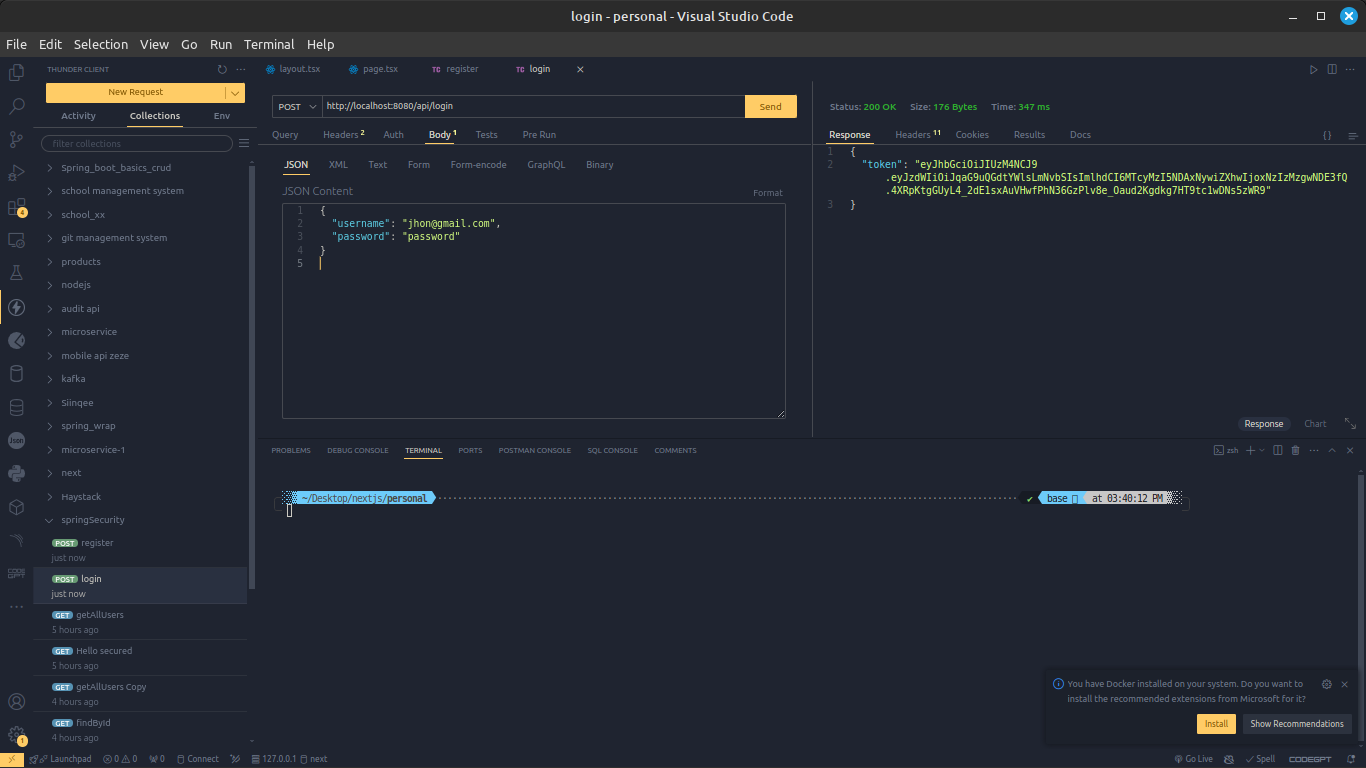 login - personal - Visual Studio Code
File Edit Selection View Go Run Terminal Help
THUNDER CLIENT
layout.tsx
page.tsx
TC register
TC login
New Request
Activity Collections Env
filter collections
Spring_boot_basics_crud
school management system
school_xx
git management system
products
nodejs
audit api
microservice
mobile api zeze
kafka
Siinqee
spring_wrap
microservice-1
next
Haystack
springSecurity
POST register
just now
POST login
just now
GET getAllUsers
5 hours ago
GET Hello secured
5 hours ago
GET getAllUsers Copy
4 hours ago
GET findById
4 hours ago
4
Json
1
POST http://localhost:8080/api/login Send
Query Headers 2 Auth Body 1 Tests Pre Run
JSON XML Text Form Form-encode GraphQL Binary
JSON Content Format
1 {
2 "username": "jhon@gmail.com",
3 "password": "password"
4 }
5
Status: 200 OK Size: 176 Bytes Time: 347 ms
Response Headers 11 Cookies Results Docs {}
1 {
2 "token": "eyJhbGciOiJIUzM4NCJ9
.eyJzdWIiOiJqaG9uQGdtYWlsLmNvbSIsImlhdCI6MTcyMzI5NDAxNywiZXhwIjoxNzIzMzgwNDE3fQ
.4XRpKtgGUyL4_2dE1sxAuVHwfPhN36GzPlv8e_Oaud2Kgdkg7HT9tc1wDNs5zWR9"
3 }
Response Chart
PROBLEMS DEBUG CONSOLE TERMINAL PORTS POSTMAN CONSOLE SQL CONSOLE COMMENTS
zsh
~/Desktop/nextjs/personal
base
at 03:40:12 PM
You have Docker installed on your system. Do you want to
install the recommended extensions from Microsoft for it?
Install Show Recommendations
Launchpad 0 0 0 Connect 127.0.0.1 next Go Live Spell CODEGPT